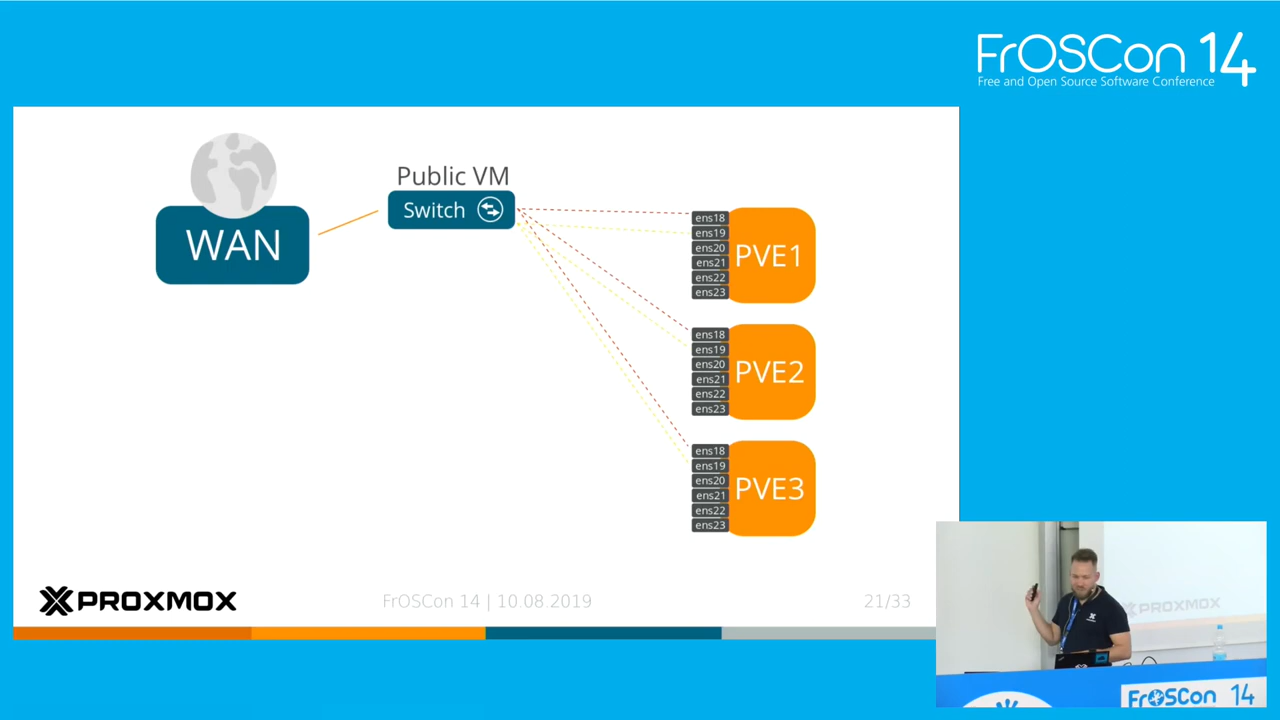 FrOSCon 14
Free and Open Source Software Conference
Public VM
Switch
WAN
ens18
ens19
ens20
ens21
ens22
ens23
PVE1
ens18
ens19
ens20
ens21
ens22
ens23
PVE2
ens18
ens19
ens20
ens21
ens22
ens23
PVE3
PROXMOX
FrOSCon 14 | 10.08.2019
21/33
PROXMOX
FrOSCon 14